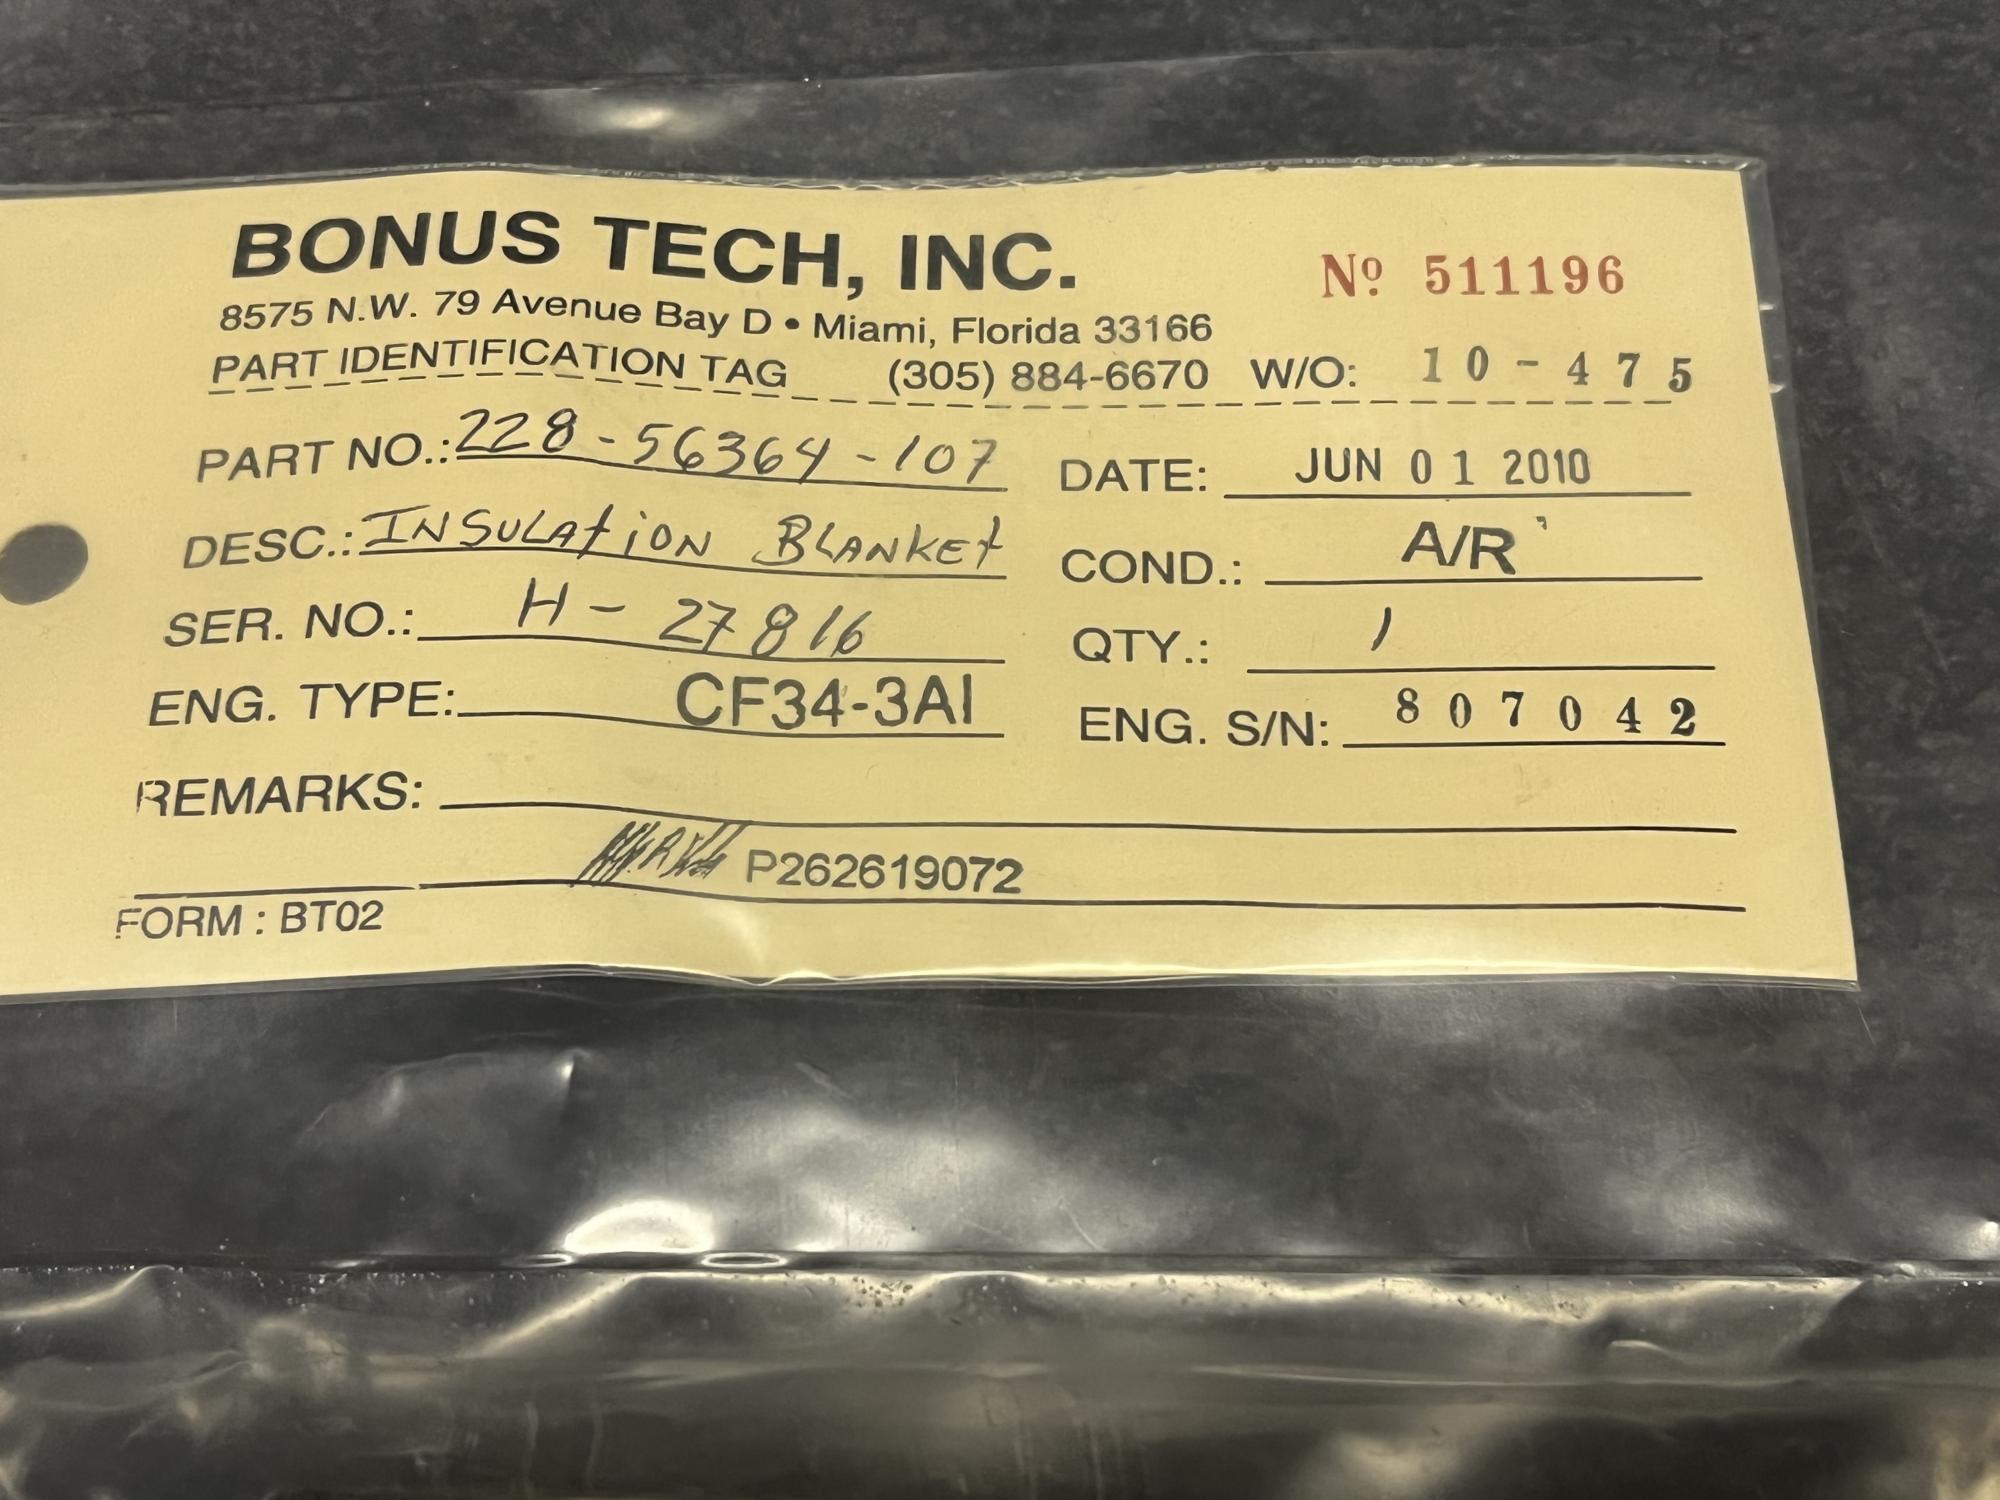 BONUS TECH, INC.
Nº 511196
8575 N.W. 79 Avenue Bay D • Miami, Florida 33166
PART IDENTIFICATION TAG (305) 884-6670 W/O: 10-475
PART NO.: 228-56364-107 DATE: JUN 01 2010
DESC.: INSULAtiON BLANKEt COND.: A/R
SER. NO.: H-27816 QTY.: 1
ENG. TYPE: CF34-3A1 ENG. S/N: 807042
REMARKS:
P262619072
FORM : BT02